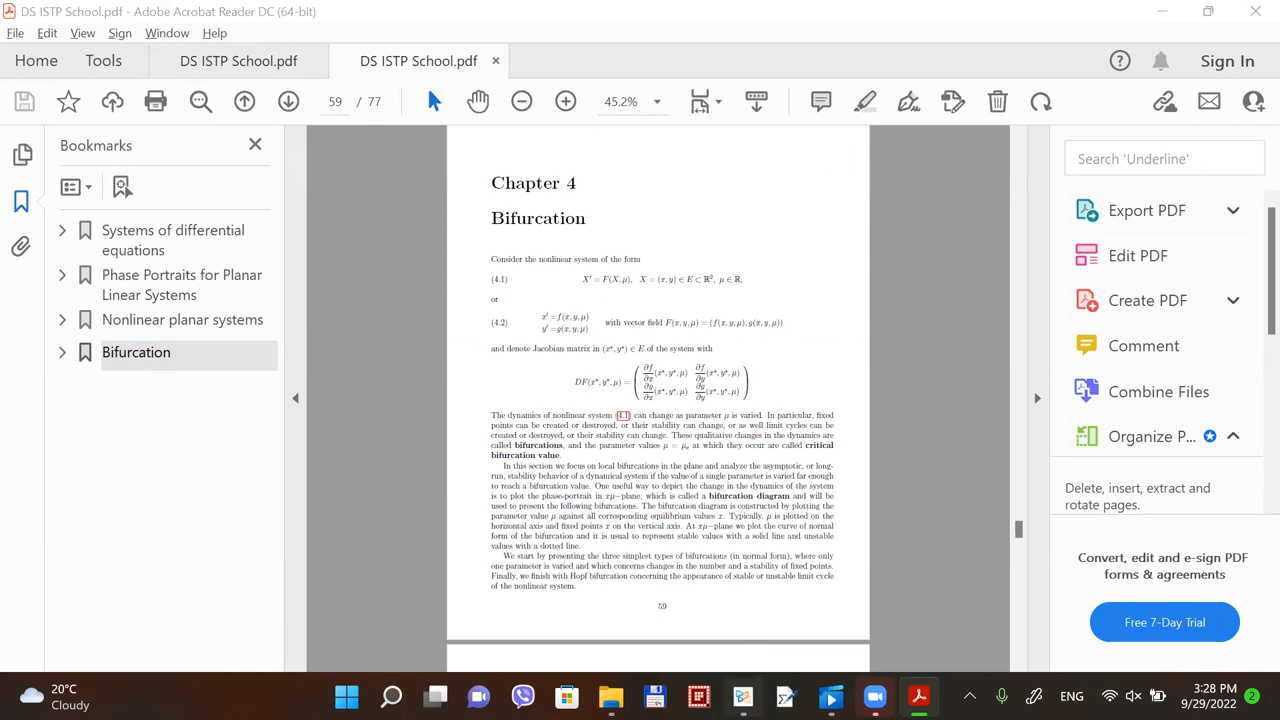 DS ISTP School.pdf - Adobe Acrobat Reader DC (64-bit)
File Edit View Sign Window Help
Home Tools DS ISTP School.pdf DS ISTP School.pdf × Sign In
59 / 77 45.2%
Bookmarks
Systems of differential
equations
Phase Portraits for Planar
Linear Systems
Nonlinear planar systems
Bifurcation
Chapter 4
Bifurcation
Consider the nonlinear system of the form
(4.1) X′ = F(X, μ), X = (x, y) ∈ E ⊂ ℝ², μ ∈ ℝ,
or
(4.2) x′ =f(x, y, μ) y′ =g(x, y, μ) with vector field F(x, y, μ) = (f(x, y, μ), g(x, y, μ))
and denote Jacobian matrix in (x*, y*) ∈ E of the system with
DF(x*, y*, μ) = ( ∂f/∂x (x*, y*, μ) ∂f/∂y (x*, y*, μ)
∂g/∂x (x*, y*, μ) ∂g/∂y (x*, y*, μ) )
The dynamics of nonlinear system (4.1) can change as parameter μ is varied. In particular, fixed
points can be created or destroyed, or their stability can change, or as well limit cycles can be
created or destroyed, or their stability can change. These qualitative changes in the dynamics are
called bifurcations, and the parameter values μ = μc at which they occur are called critical
bifurcation value.
In this section we focus on local bifurcations in the plane and analyze the asymptotic, or long-
run, stability behavior of a dynamical system if the value of a single parameter is varied far enough
to reach a bifurcation value. One useful way to depict the change in the dynamics of the system
is to plot the phase-portrait in xμ−plane, which is called a bifurcation diagram and will be
used to present the following bifurcations. The bifurcation diagram is constructed by plotting the
parameter value μ against all corresponding equilibrium values x. Typically, μ is plotted on the
horizontal axis and fixed points x on the vertical axis. At xμ−plane we plot the curve of normal
form of the bifurcation and it is usual to represent stable values with a solid line and unstable
values with a dotted line.
We start by presenting the three simplest types of bifurcations (in normal form), where only
one parameter is varied and which concerns changes in the number and a stability of fixed points.
Finally, we finish with Hopf bifurcation concerning the appearance of stable or unstable limit cycle
of the nonlinear system.
59
Search 'Underline'
Export PDF
Edit PDF
Create PDF
Comment
Combine Files
Organize P...
Delete, insert, extract and
rotate pages.
Convert, edit and e-sign PDF
forms & agreements
Free 7-Day Trial
20°C
Cloudy
ENG
3:28 PM
9/29/2022
2